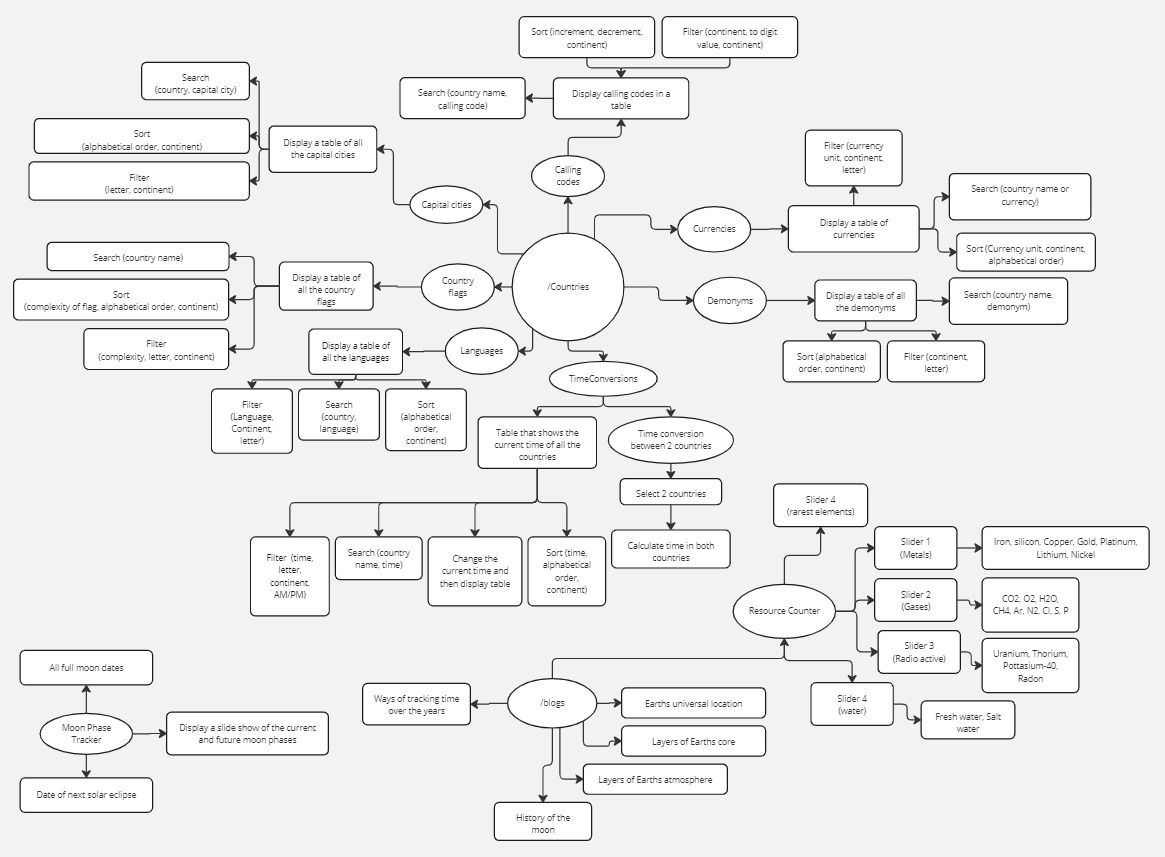 Sort (increment, decrement,
continent)
Filter (continent, to digit
value, continent)
Search
(country, capital city)
Search (country name,
calling code)
Display calling codes in a
table
Sort
(alphabetical order, continent)
Display a table of all
the capital cities
Filter
(letter, continent)
Calling
codes
Filter (currency
unit, continent,
letter)
Capital cities
Search (country name or
currency)
Currencies
Display a table of
currencies
Sort (Currency unit, continent,
alphabetical order)
Search (country name)
Display a table of
all the country
flags
Country
flags
/Countries
Demonyms
Display a table of all
the demonyms
Search (country name,
demonym)
Sort
(complexity of flag, alphabetical order, continent)
Filter
(complexity, letter, continent)
Display a table of
all the languages
Languages
Sort (alphabetical
order, continent)
Filter (continent,
letter)
TimeConversions
Filter
(Language,
Continent,
letter)
Search
(country,
language)
Sort
(alphabetical
order,
continent)
Table that shows the
current time of all the
countries
Time conversion
between 2 countries
Select 2 countries
Calculate time in both
countries
Filter (time,
letter,
continent,
AM/PM)
Search (country
name, time)
Change the
current time and
then display table
Sort (time,
alphabetical
order,
continent)
Slider 4
(rarest elements)
Slider 1
(Metals)
Iron, silicon, Copper, Gold, Platinum,
Lithium, Nickel
Resource Counter
Slider 2
(Gases)
CO2, O2, H2O,
CH4, Ar, N2, Cl, S, P
Slider 3
(Radio active)
Uranium, Thorium,
Pottasium-40,
Radon
Slider 4
(water)
Fresh water, Salt
water
All full moon dates
Moon Phase
Tracker
Display a slide show of the current
and future moon phases
Date of next solar eclipse
Ways of tracking time
over the years
/blogs
Earths universal location
Layers of Earths core
Layers of Earths atmosphere
History of the
moon